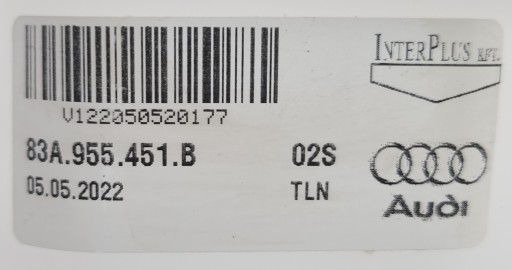 INTERPLUS KFT.
V122050520177
83A.955.451.B 02S
05.05.2022 TLN
Audi